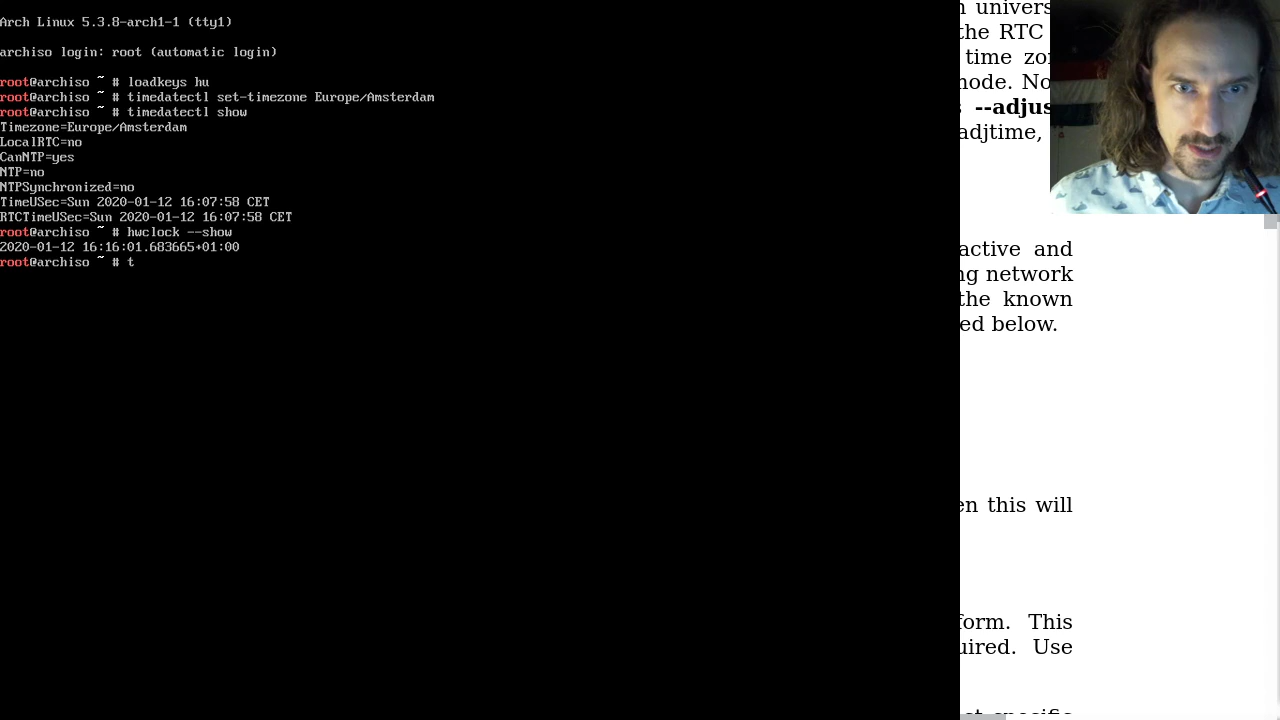 Arch Linux 5.3.8-arch1-1 (tty1)
archiso login: root (automatic login)
root@archiso ~ # loadkeys hu
root@archiso ~ # timedatectl set-timezone Europe/Amsterdam
root@archiso ~ # timedatectl show
Timezone=Europe/Amsterdam
LocalRTC=no
CanNTP=yes
NTP=no
NTPSynchronized=no
TimeUSec=Sun 2020-01-12 16:07:58 CET
RTCTimeUSec=Sun 2020-01-12 16:07:58 CET
root@archiso ~ # hwclock --show
2020-01-12 16:16:01.683665+01:00
root@archiso ~ # t
the RTC
time
node. No
--adjus
adjtime,
active and
ng network
the known
ed below.
en this will
form. This
uired. Use